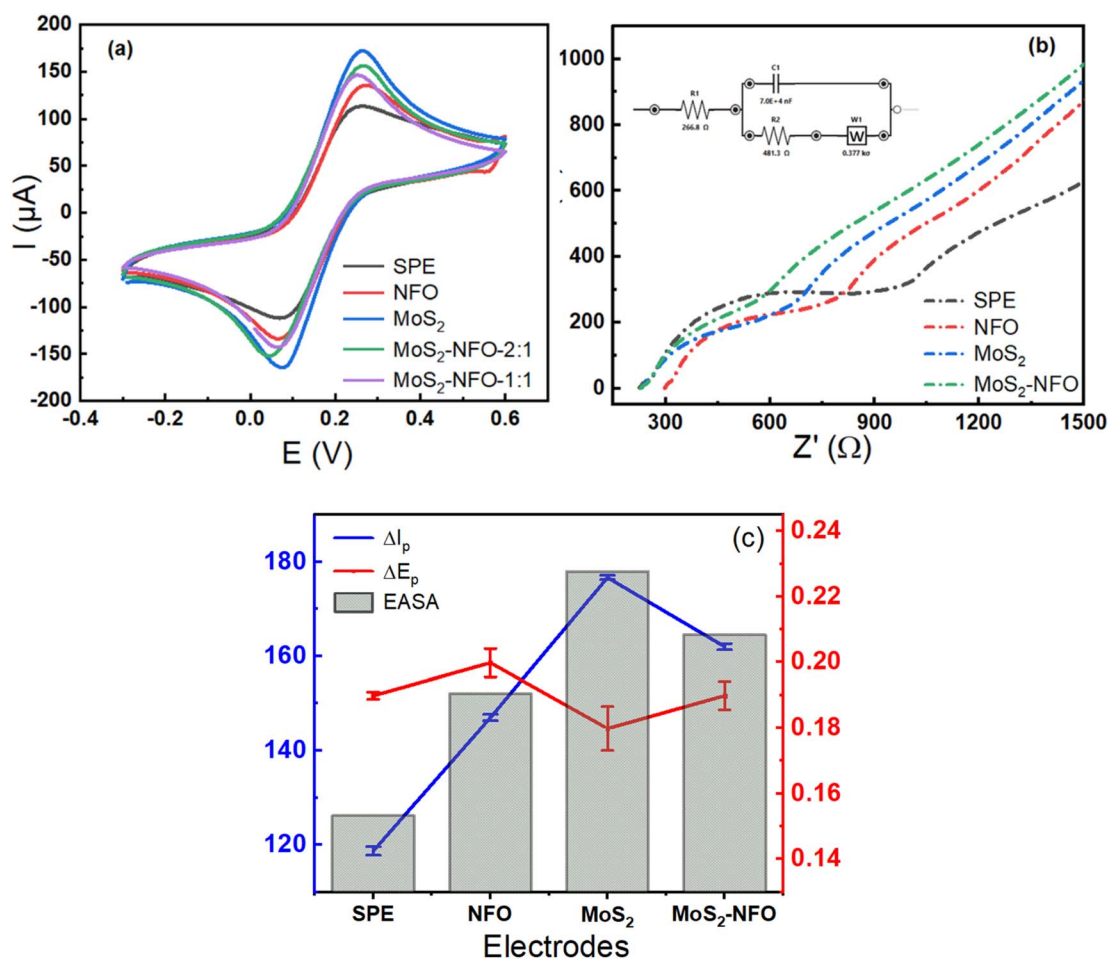 (a)
200
150
100
50
0
-50
-100
-150
-200
I (µA)
-0.4
-0.2
0.0
0.2
0.4
0.6
E (V)
SPE
NFO
MoS₂
MoS₂-NFO-2:1
MoS₂-NFO-1:1
(b)
1000
800
600
400
200
0
C1
7.0E+4 nF
R1
266.8 Ω
R2
481.3 Ω
W1
W
0.377 kσ
SPE
NFO
MoS₂
MoS₂-NFO
300
600
900
1200
1500
Z' (Ω)
(c)
ΔIₚ
ΔEₚ
EASA
180
160
140
120
0.24
0.22
0.20
0.18
0.16
0.14
SPE
NFO
MoS₂
MoS₂-NFO
Electrodes